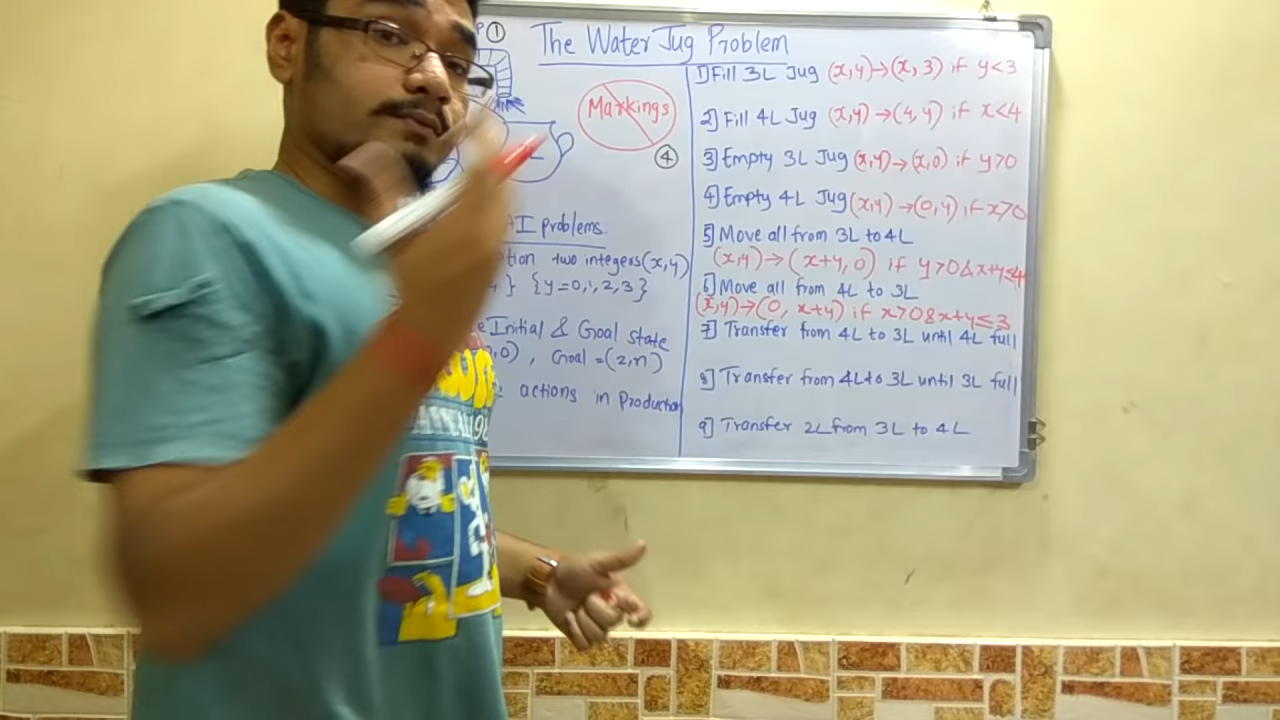 P ①
The Water Jug Problem
Markings
④
AI problems.
two integers (x,y)
} {y=0,1,2,3}
Initial & Goal state
,0), Goal = (2,n)
actions in Production
1) Fill 3L Jug (x,y)→(x,3) if y<3
2] Fill 4L Jug (x,y)→(4,y) if x<4
3] Empty 3L Jug (x,y)→(x,0) if y>0
4] Empty 4L Jug (x,y)→(0,y) if x>0
5] Move all from 3L to 4L
(x,y)→(x+y,0) if y>0&x+y≤4
6] Move all from 4L to 3L
(x,y)→(0, x+y) if x>0&x+y≤3
7] Transfer from 4L to 3L until 4L full
8] Transfer from 4L to 3L until 3L full
9] Transfer 2L from 3L to 4L